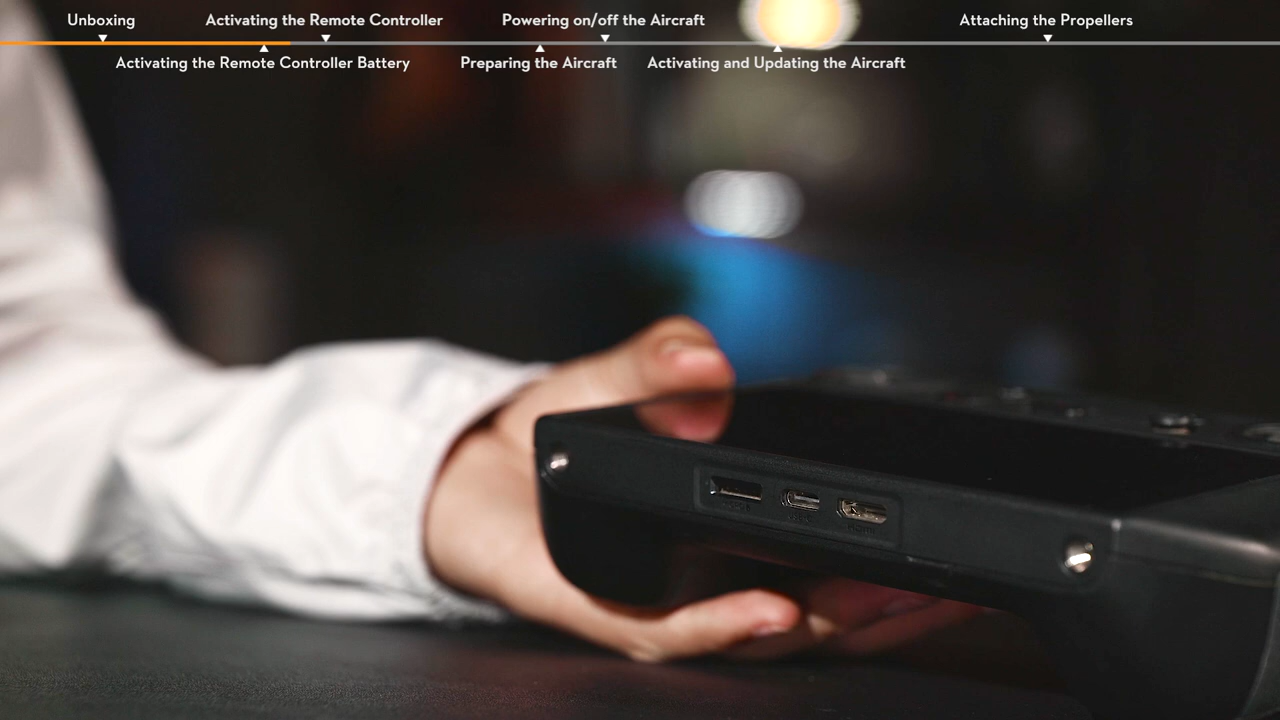 Unboxing
Activating the Remote Controller
Powering on/off the Aircraft
Attaching the Propellers
Activating the Remote Controller Battery
Preparing the Aircraft
Activating and Updating the Aircraft